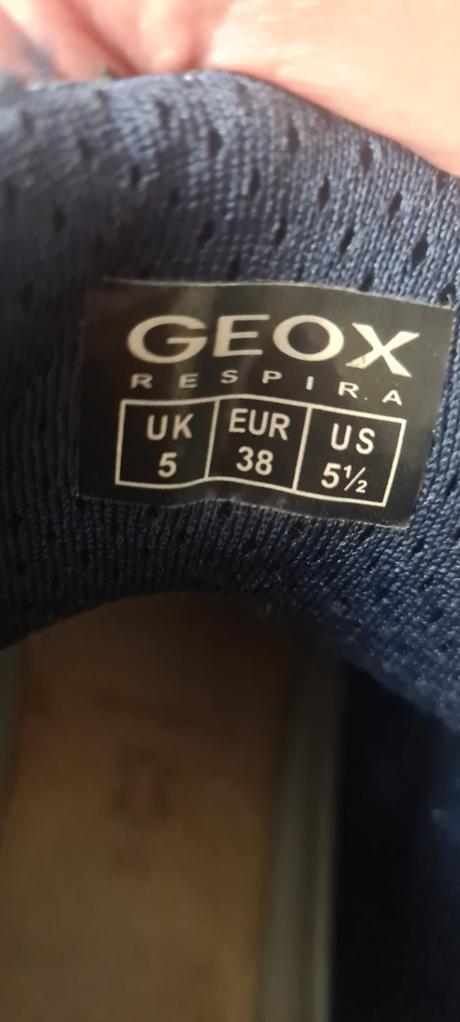 GEOX
RESPIRA
UK EUR US
5 38 5½